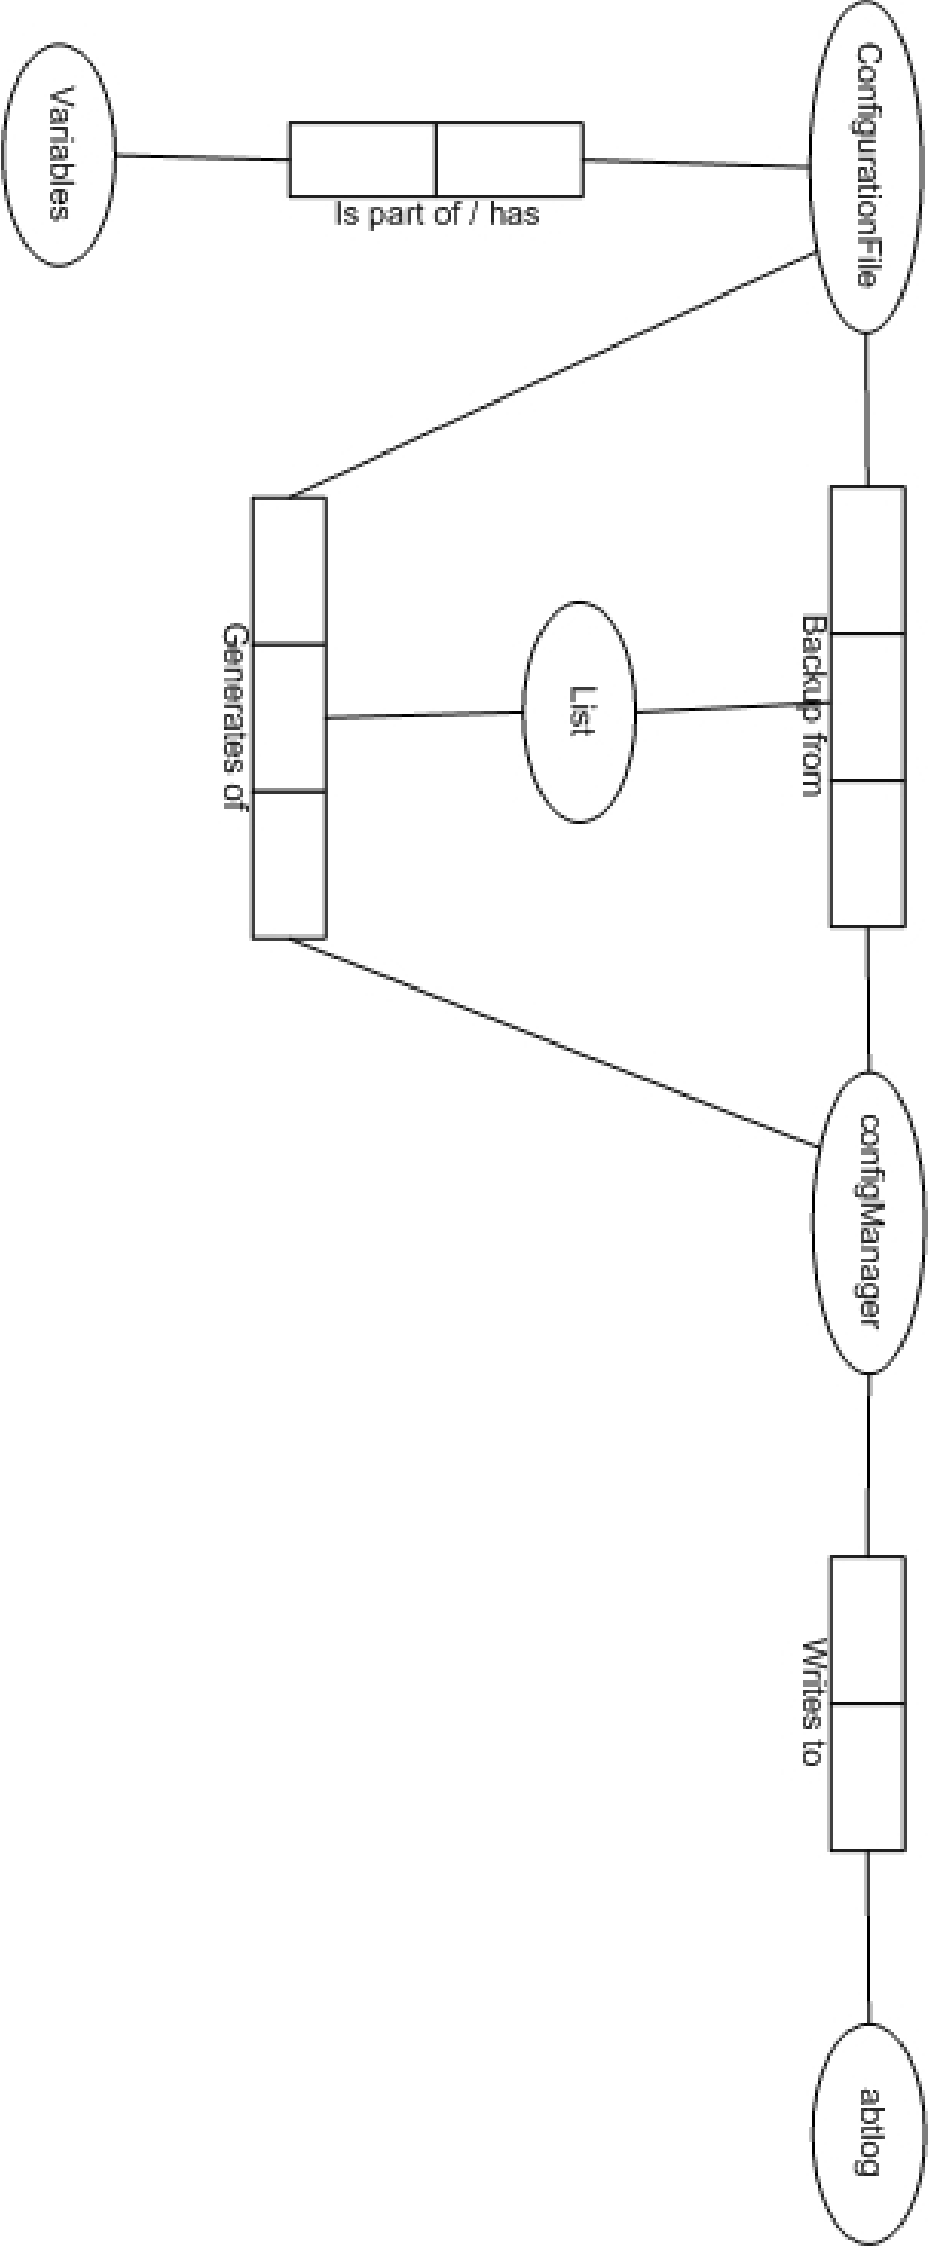 ConfigurationFile
Backup from
configManager
Writes to
abtlog
List
Generates of
Is part of / has
Variables